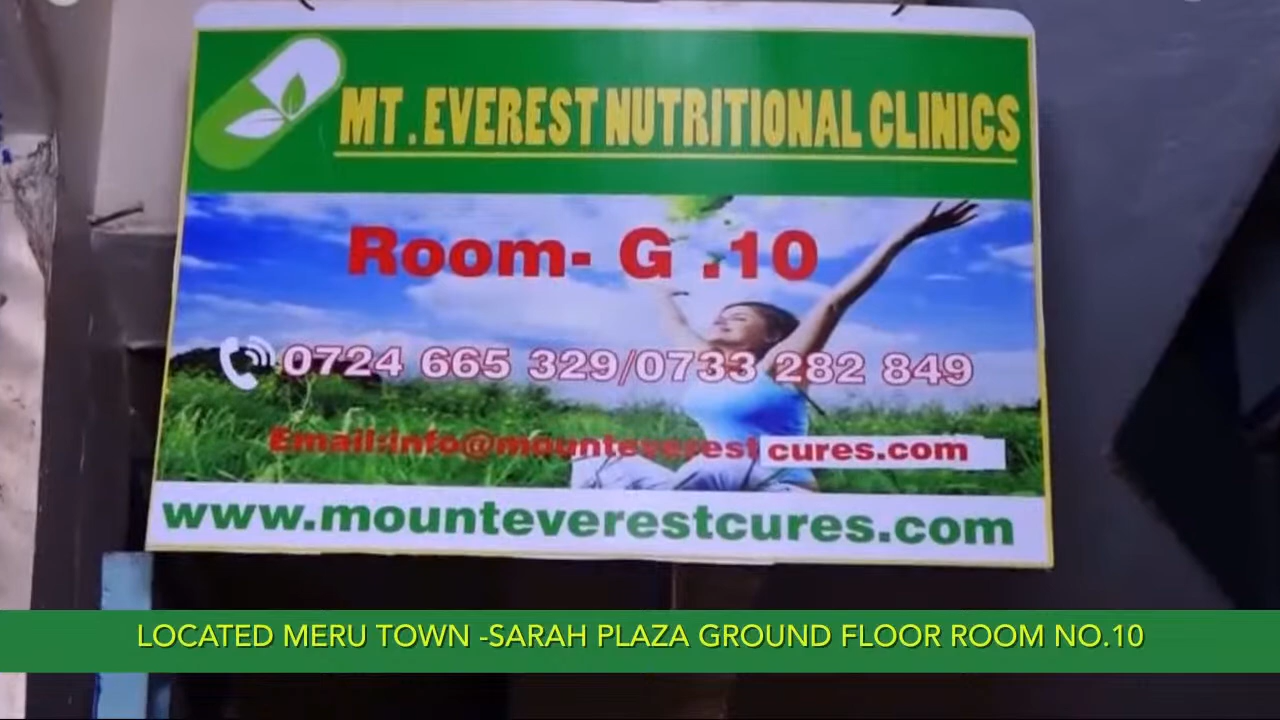 MT. EVEREST NUTRITIONAL CLINICS
Room- G .10
0724 665 329/0733 282 849
Email:info@mounteverestcures.com
www.mounteverestcures.com
LOCATED MERU TOWN -SARAH PLAZA GROUND FLOOR ROOM NO.10